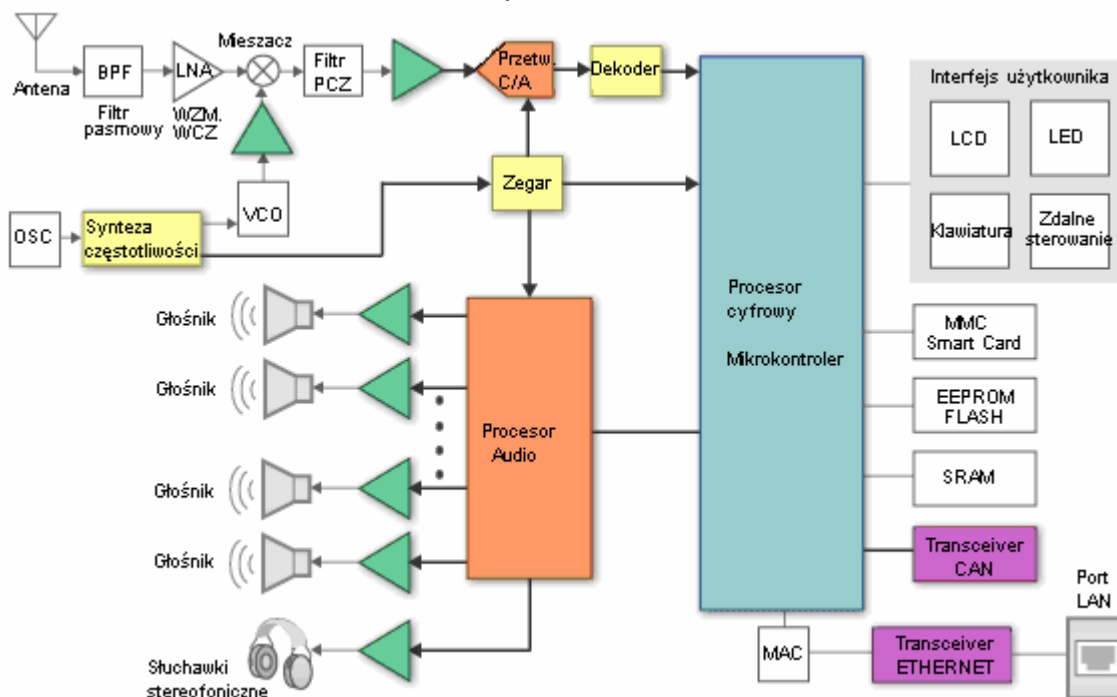 Antena
BPF
Filtr
pasmowy
LNA
WZM.
WCZ
Mieszacz
Filtr
PCZ
Przetw.
C/A
Dekoder
OSC
Synteza
częstotliwości
VCO
Zegar
Procesor
cyfrowy
Mikrokontroler
Interfejs użytkownika
LCD
LED
Klawiatura
Zdalne
sterowanie
MMC
Smart Card
EEPROM
FLASH
SRAM
Transceiver
CAN
Port
LAN
MAC
Transceiver
ETHERNET
Procesor
Audio
Głośnik
Głośnik
Głośnik
Głośnik
Słuchawki
stereofoniczne